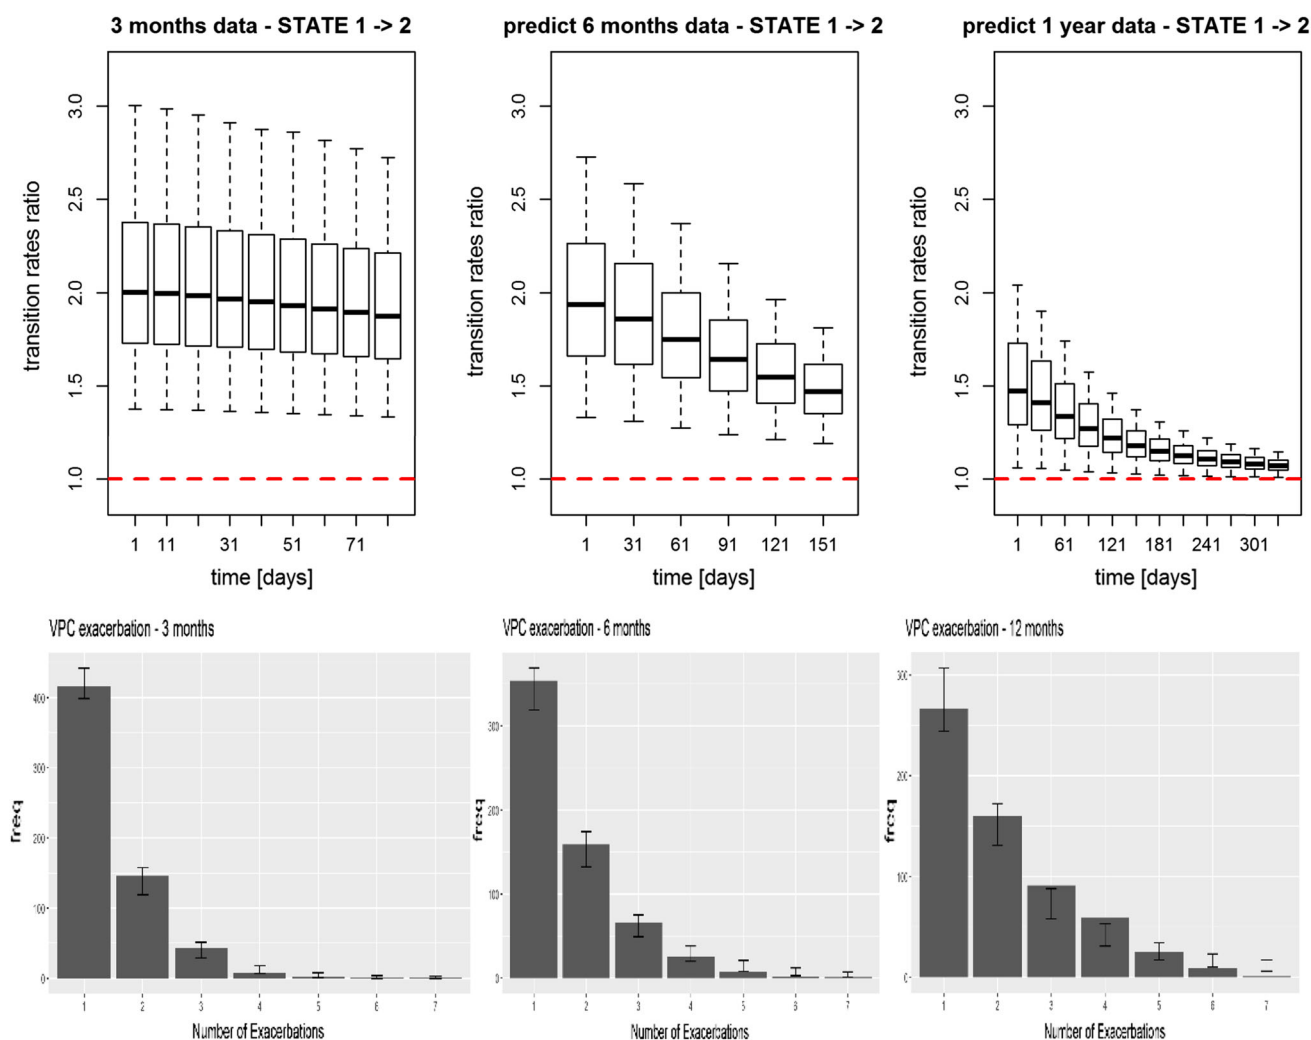 3 months data - STATE 1 -> 2
transition rates ratio
3.0
2.5
2.0
1.5
1.0
1 11 31 51 71
time [days]
predict 6 months data - STATE 1 -> 2
transition rates ratio
3.0
2.5
2.0
1.5
1.0
1 31 61 91 121 151
time [days]
predict 1 year data - STATE 1 -> 2
transition rates ratio
3.0
2.5
2.0
1.5
1.0
1 61 121 181 241 301
time [days]
VPC exacerbation - 3 months
freq
400
300
200
100
0
1 2 3 4 5 6 7
Number of Exacerbations
VPC exacerbation - 6 months
freq
300
200
100
0
1 2 3 4 5 6 7
Number of Exacerbations
VPC exacerbation - 12 months
freq
300
200
100
0
1 2 3 4 5 6 7
Number of Exacerbations